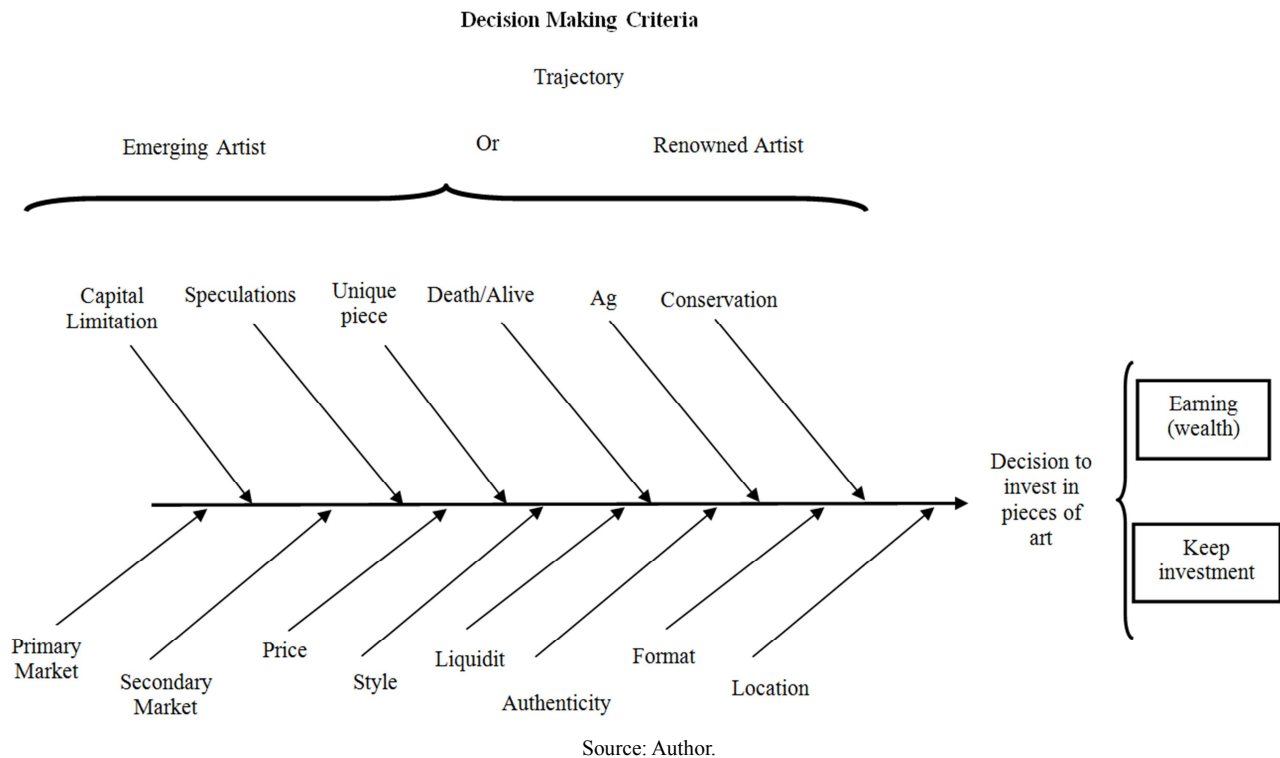 Decision Making Criteria
Trajectory
Emerging Artist
Or
Renowned Artist
Capital
Limitation
Speculations
Unique
piece
Death/Alive
Ag
Conservation
Decision to
invest in
pieces of
art
Earning
(wealth)
Keep
investment
Primary
Market
Secondary
Market
Price
Style
Liquidit
Authenticity
Format
Location
Source: Author.